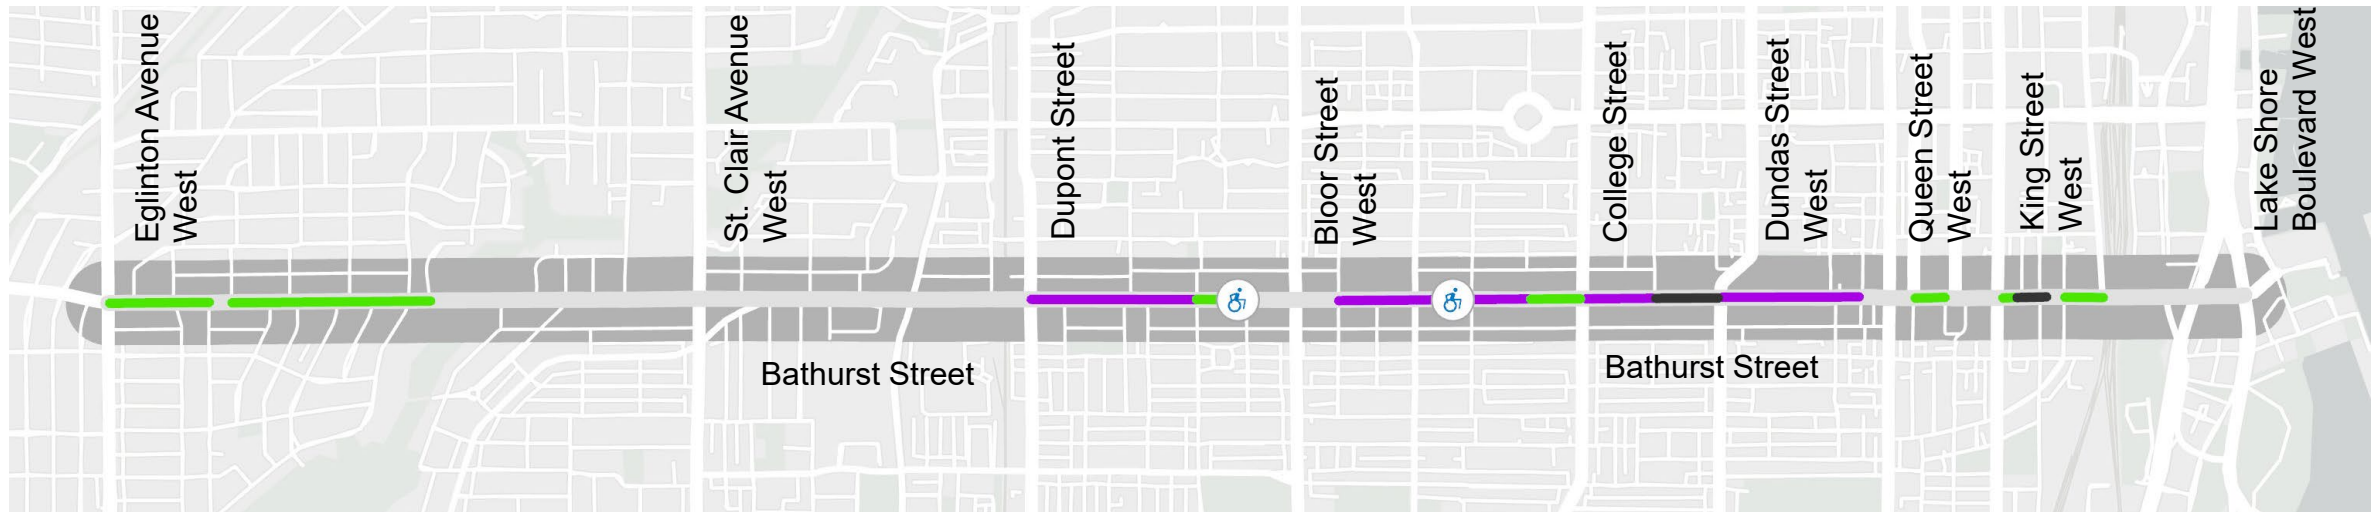 Eglinton Avenue
West
St. Clair Avenue
West
Dupont Street
Bloor Street
West
College Street
Dundas Street
West
Queen Street
West
King Street
West
Lake Shore
Boulevard West
Bathurst Street
Bathurst Street